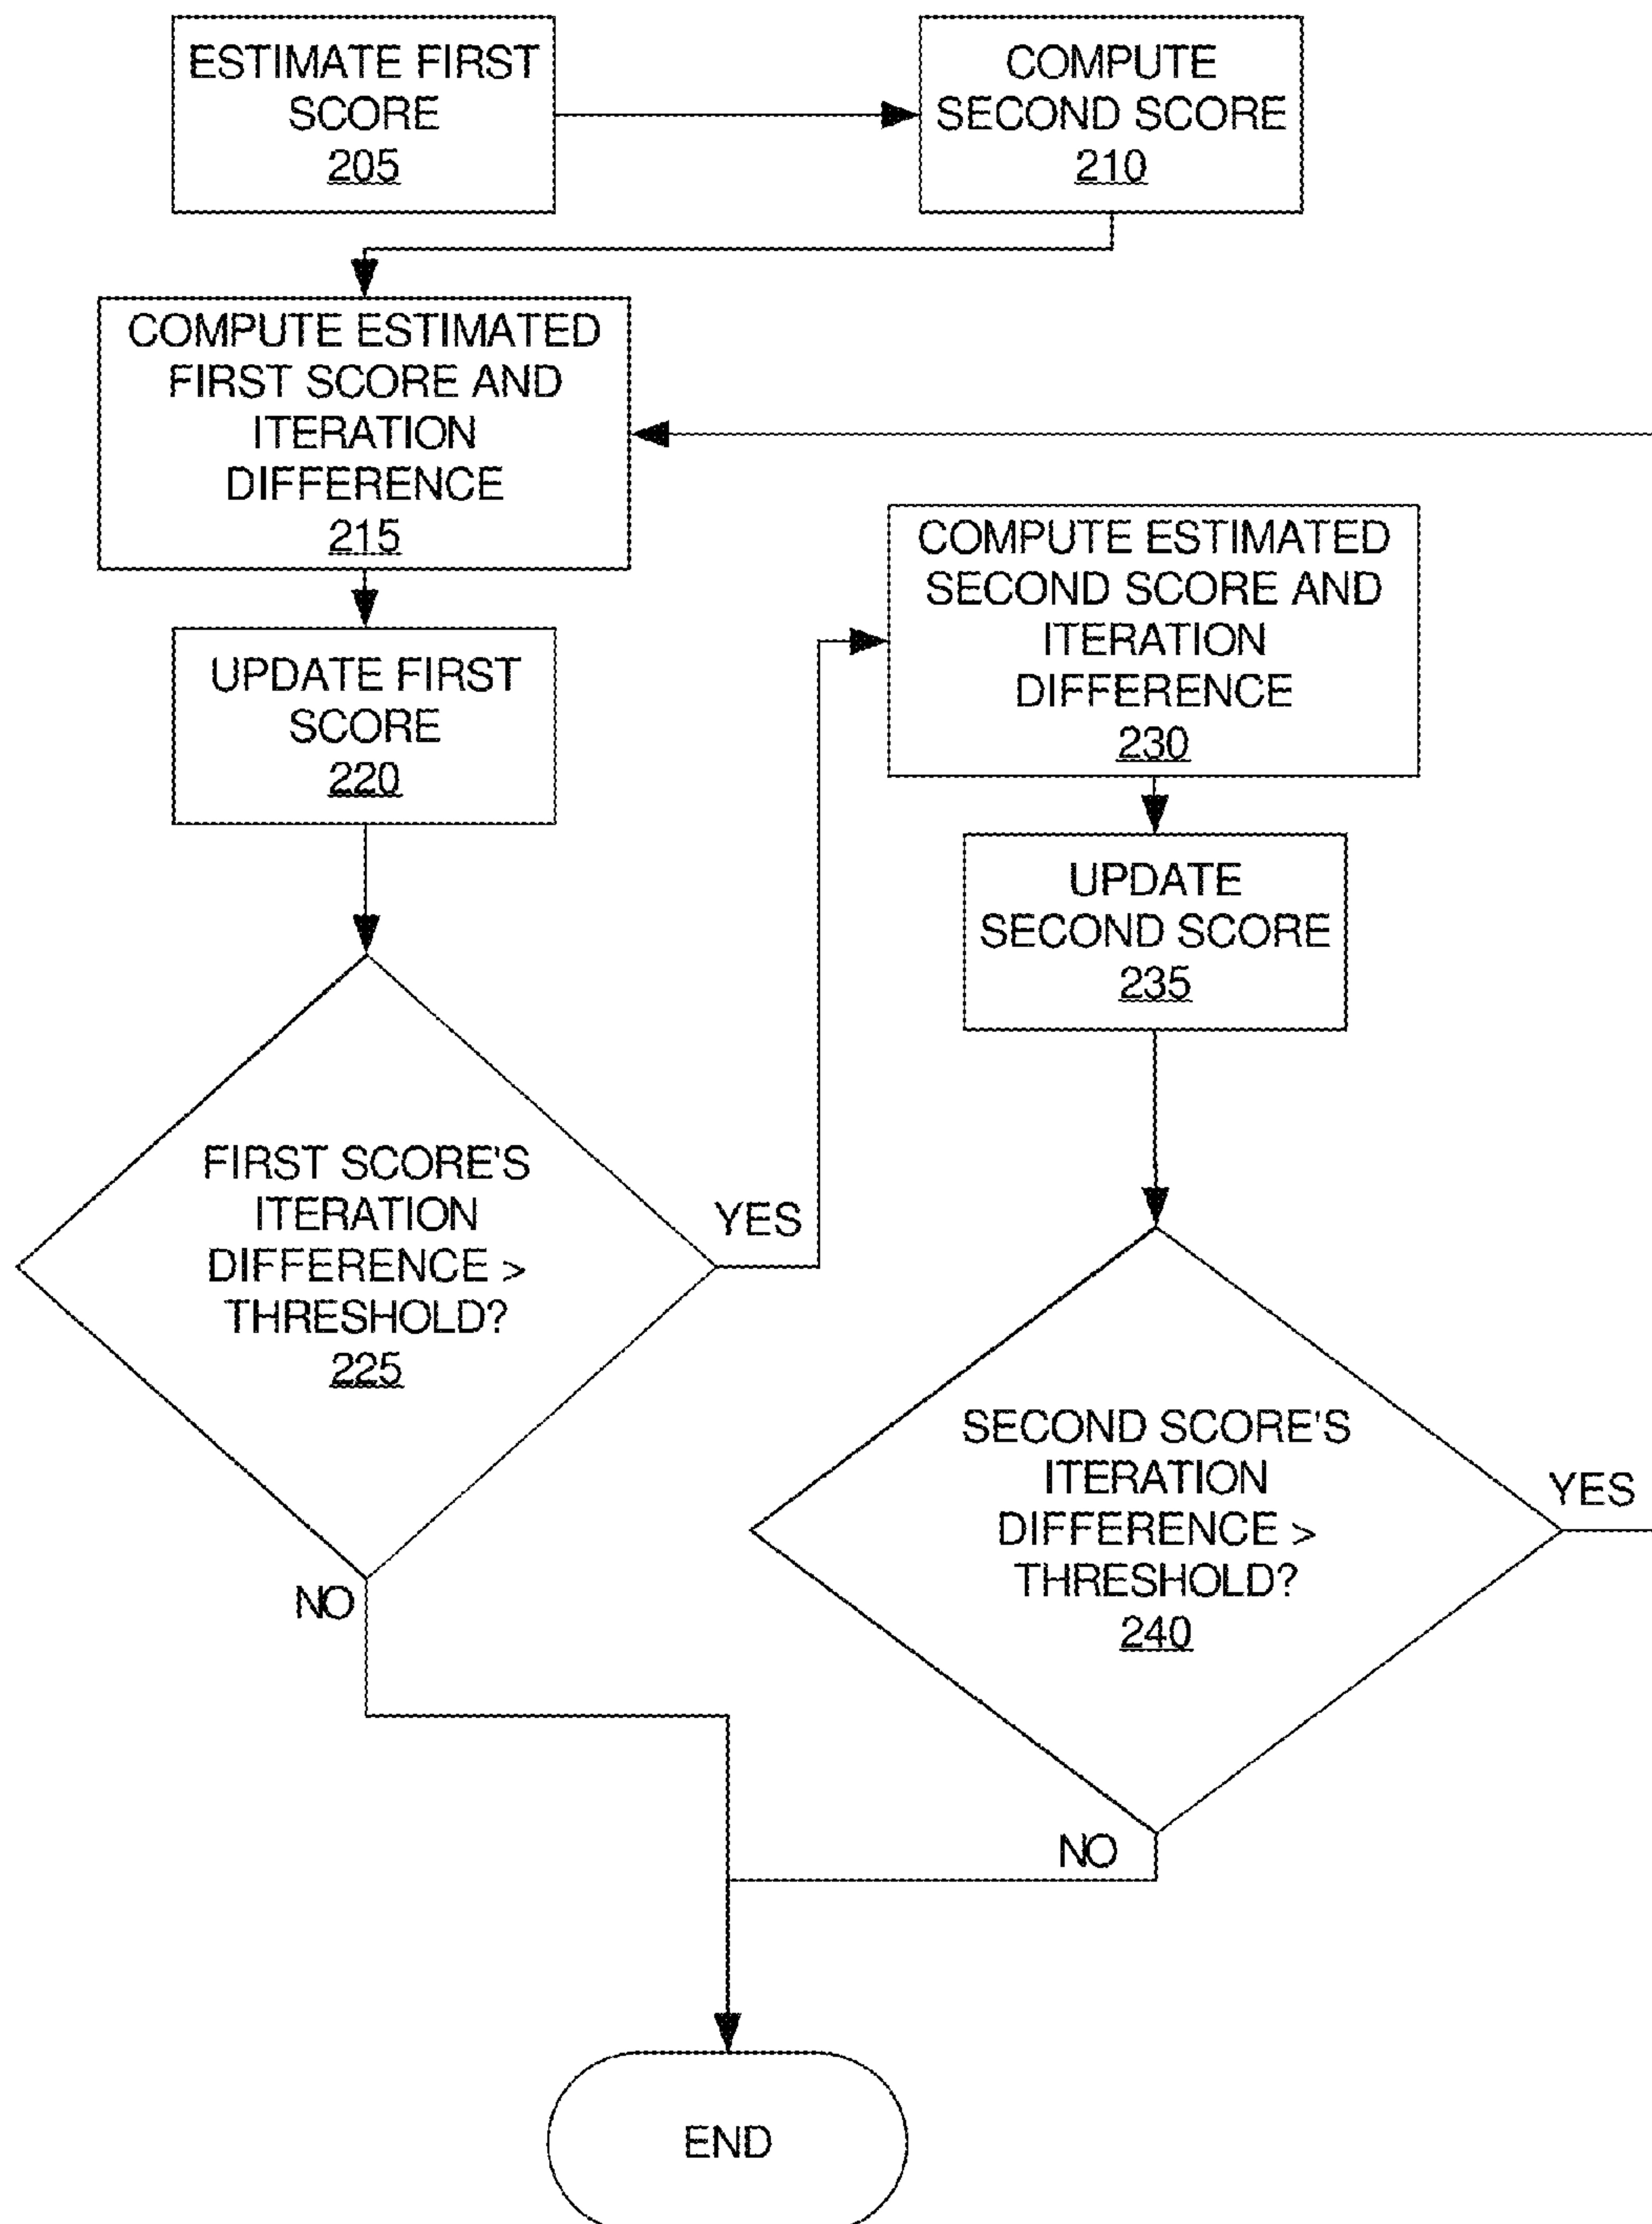 ESTIMATE FIRST
SCORE
205
COMPUTE
SECOND SCORE
210
COMPUTE ESTIMATED
FIRST SCORE AND
ITERATION
DIFFERENCE
215
UPDATE FIRST
SCORE
220
FIRST SCORE'S
ITERATION
DIFFERENCE >
THRESHOLD?
225
YES
NO
COMPUTE ESTIMATED
SECOND SCORE AND
ITERATION
DIFFERENCE
230
UPDATE
SECOND SCORE
235
SECOND SCORE'S
ITERATION
DIFFERENCE >
THRESHOLD?
240
YES
NO
END